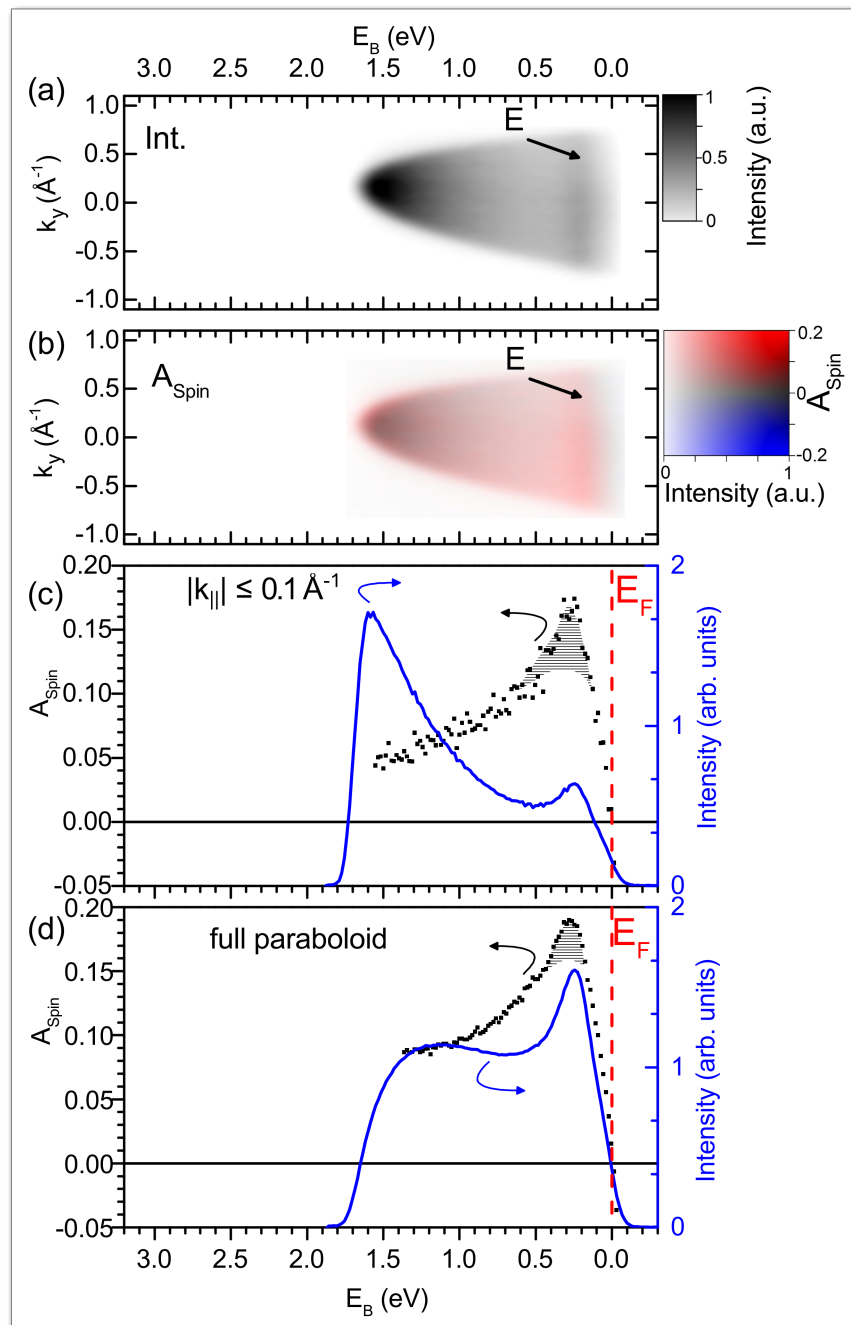 E_B (eV)
3.0 2.5 2.0 1.5 1.0 0.5 0.0
(a)
Int.
E
1.0
0.5
0.0
-0.5
-1.0
k_y (Å⁻¹)
1
0.5
0
Intensity (a.u.)
(b)
A_Spin
E
1.0
0.5
0.0
-0.5
-1.0
k_y (Å⁻¹)
0.2
0
-0.2
A_Spin
0 1
Intensity (a.u.)
(c)
|k_||| ≤ 0.1 Å⁻¹
E_F
0.20
0.15
0.10
0.05
0.00
-0.05
A_Spin
2
1
0
Intensity (arb. units)
(d)
full paraboloid
E_F
0.20
0.15
0.10
0.05
0.00
-0.05
A_Spin
2
1
0
Intensity (arb. units)
3.0 2.5 2.0 1.5 1.0 0.5 0.0
E_B (eV)